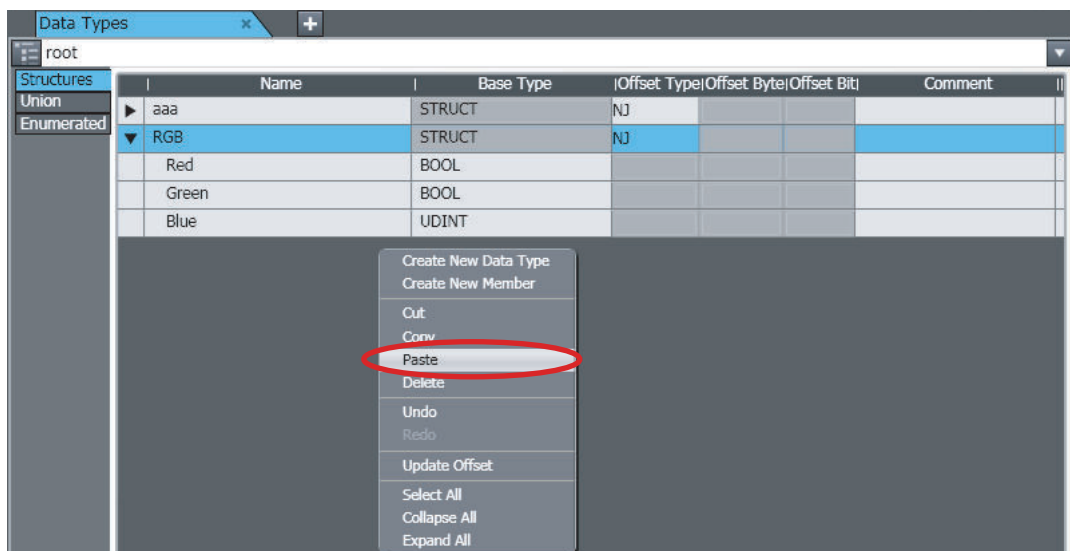 Data Types × +
root
Structures
Union
Enumerated
Name Base Type Offset Type Offset Byte Offset Bit Comment
aaa STRUCT NJ
RGB STRUCT NJ
Red BOOL
Green BOOL
Blue UDINT
Create New Data Type
Create New Member
Cut
Copy
Paste
Delete
Undo
Redo
Update Offset
Select All
Collapse All
Expand All